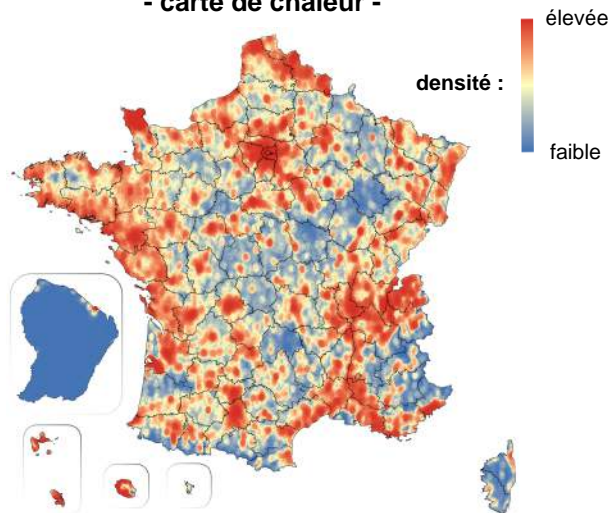 - carte de chaleur -
élevée
densité :
faible